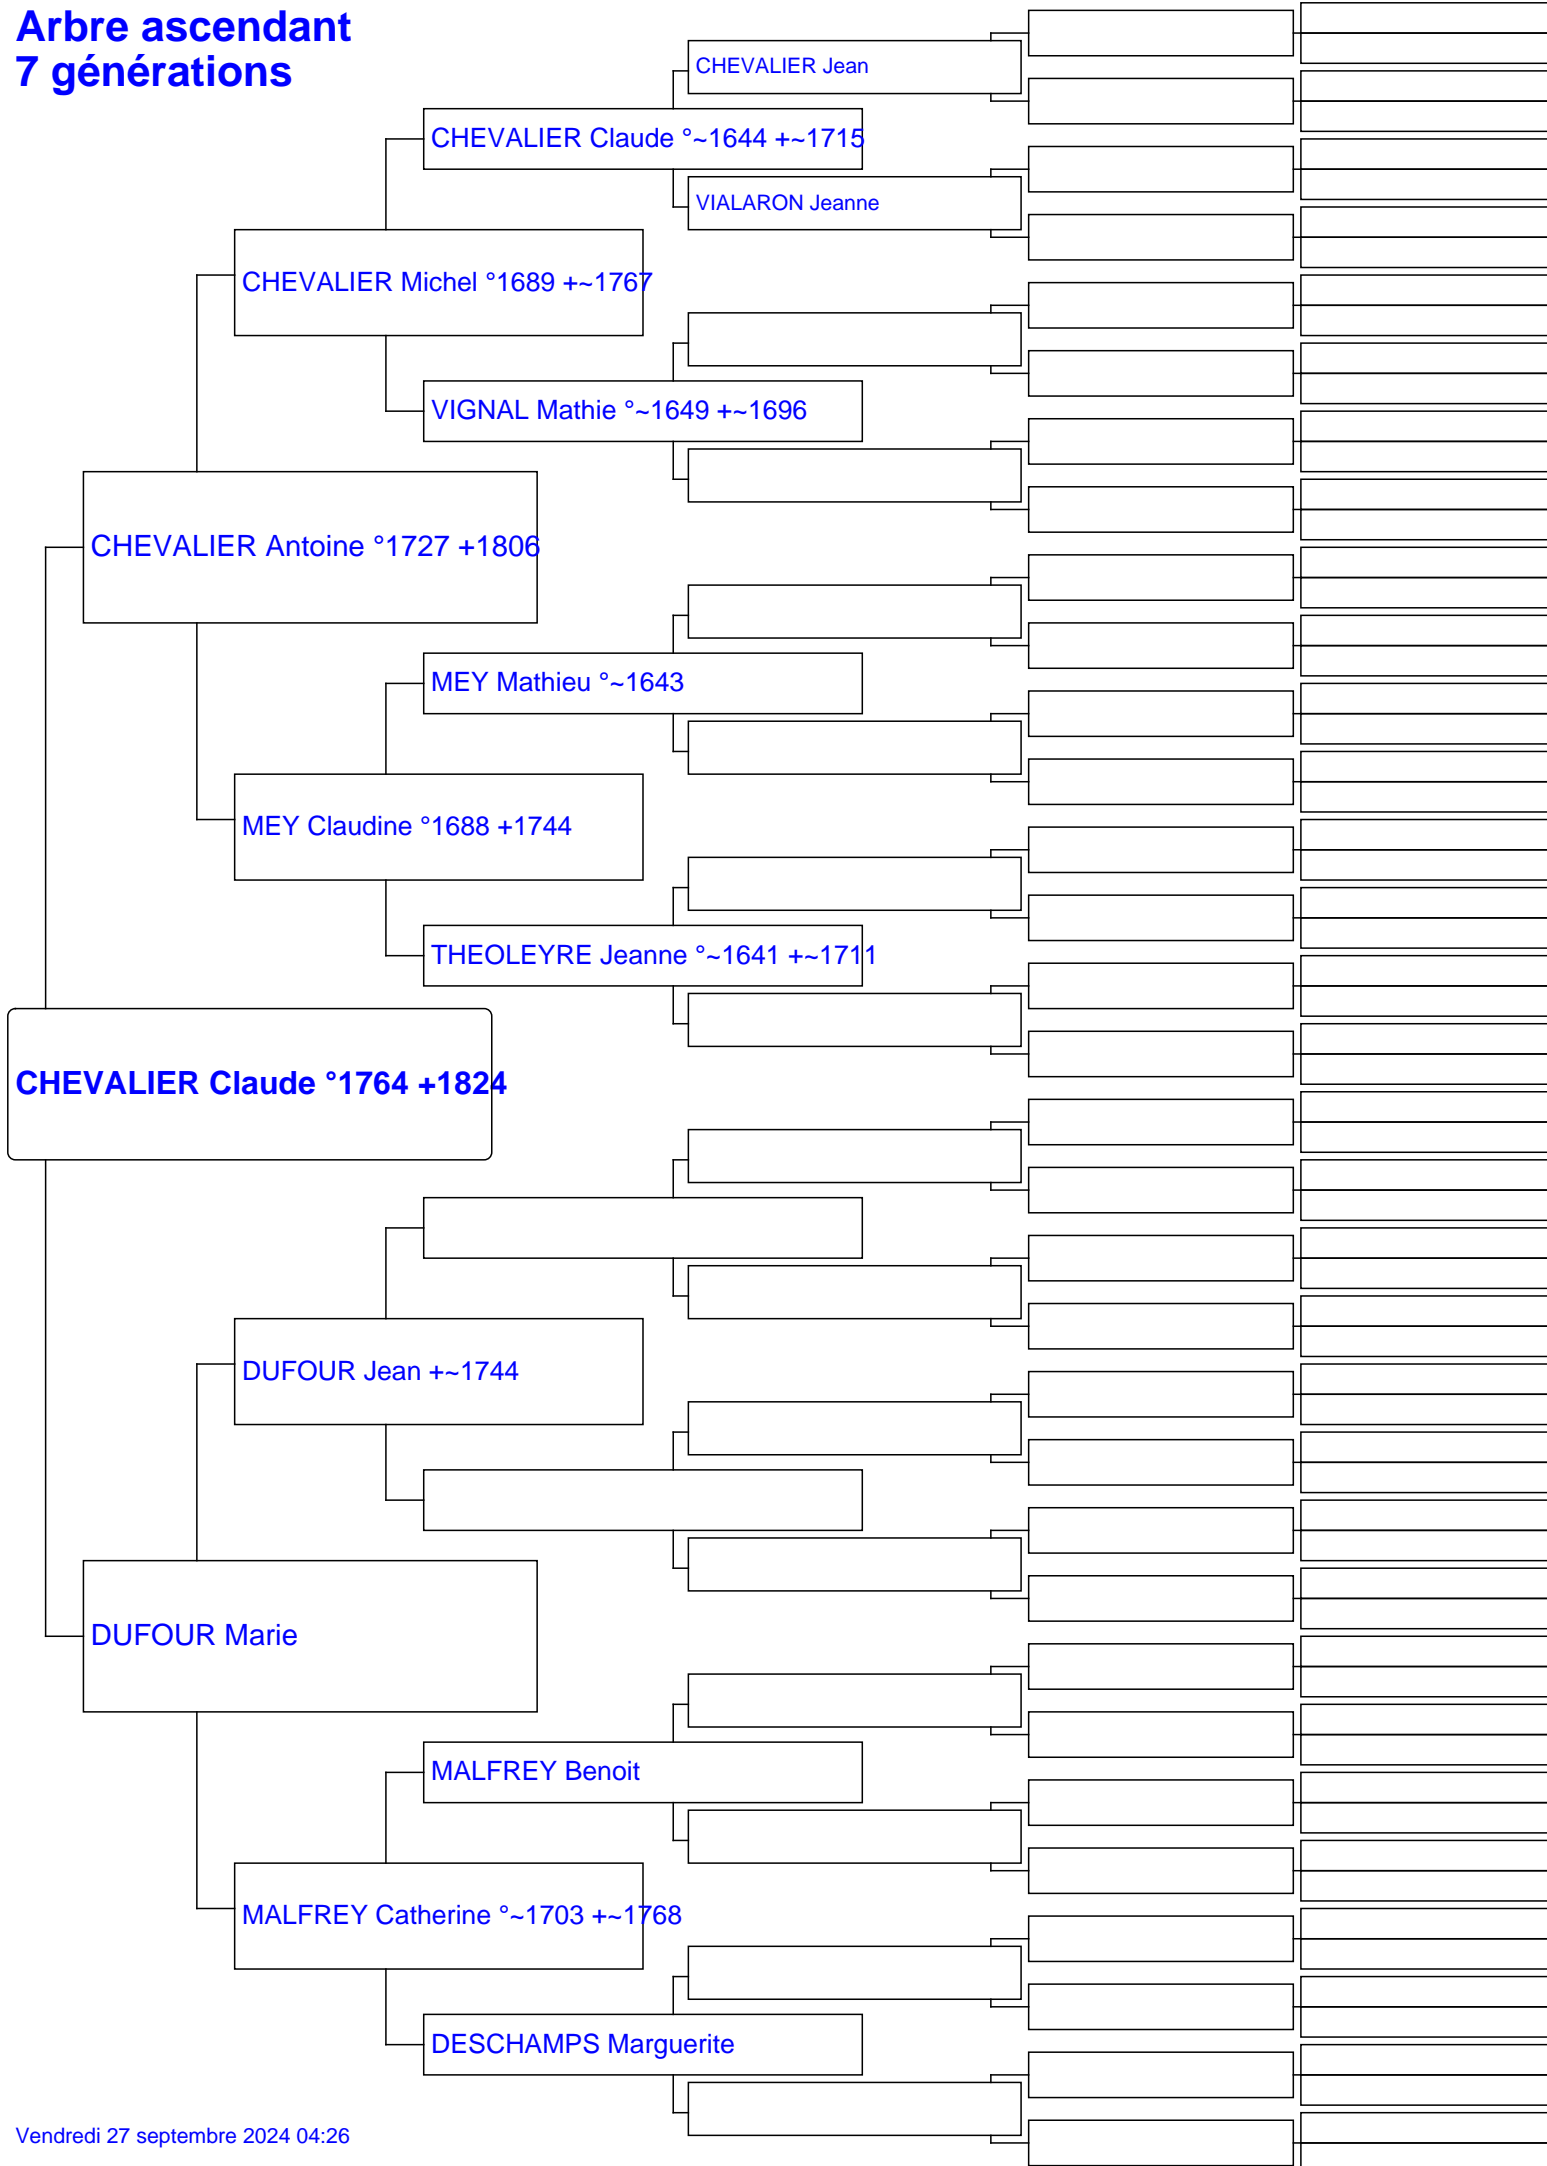 Arbre ascendant
7 générations
CHEVALIER Jean
CHEVALIER Claude °~1644 +~1715
VIALARON Jeanne
CHEVALIER Michel °1689 +~1767
VIGNAL Mathie °~1649 +~1696
CHEVALIER Antoine °1727 +1806
MEY Mathieu °~1643
MEY Claudine °1688 +1744
THEOLEYRE Jeanne °~1641 +~1711
CHEVALIER Claude °1764 +1824
DUFOUR Jean +~1744
DUFOUR Marie
MALFREY Benoit
MALFREY Catherine °~1703 +~1768
DESCHAMPS Marguerite
Vendredi 27 septembre 2024 04:26